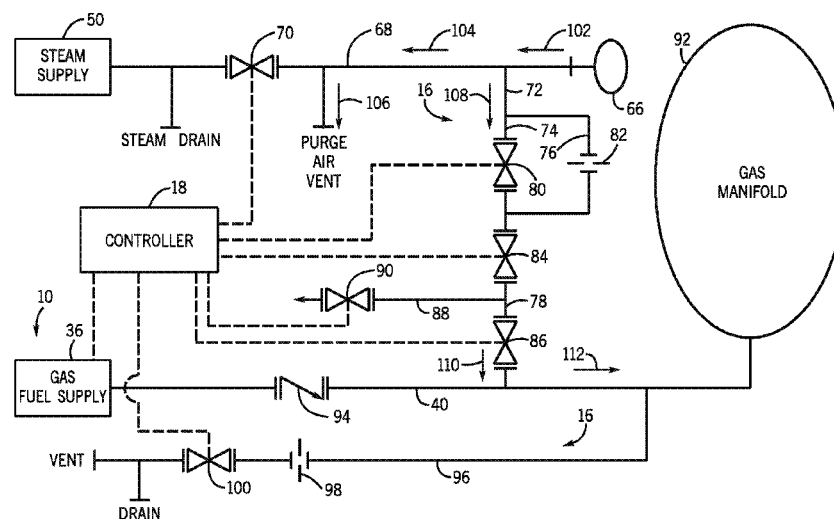 50
STEAM
SUPPLY
70
68
104
102
92
STEAM DRAIN
106
PURGE
AIR
VENT
16
108
72
74
76
82
66
80
GAS
MANIFOLD
18
CONTROLLER
84
90
88
78
10
36
GAS
FUEL SUPPLY
86
110
112
94
40
16
VENT
100
98
96
DRAIN